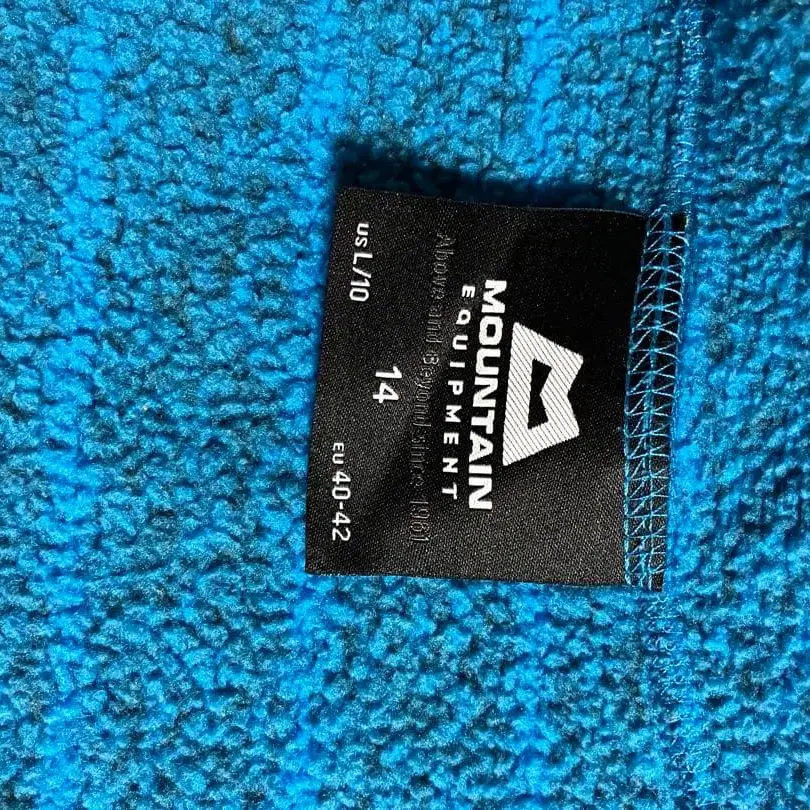 MOUNTAIN
EQUIPMENT
Above and Beyond since 1961
14
US L/10
EU 40-42